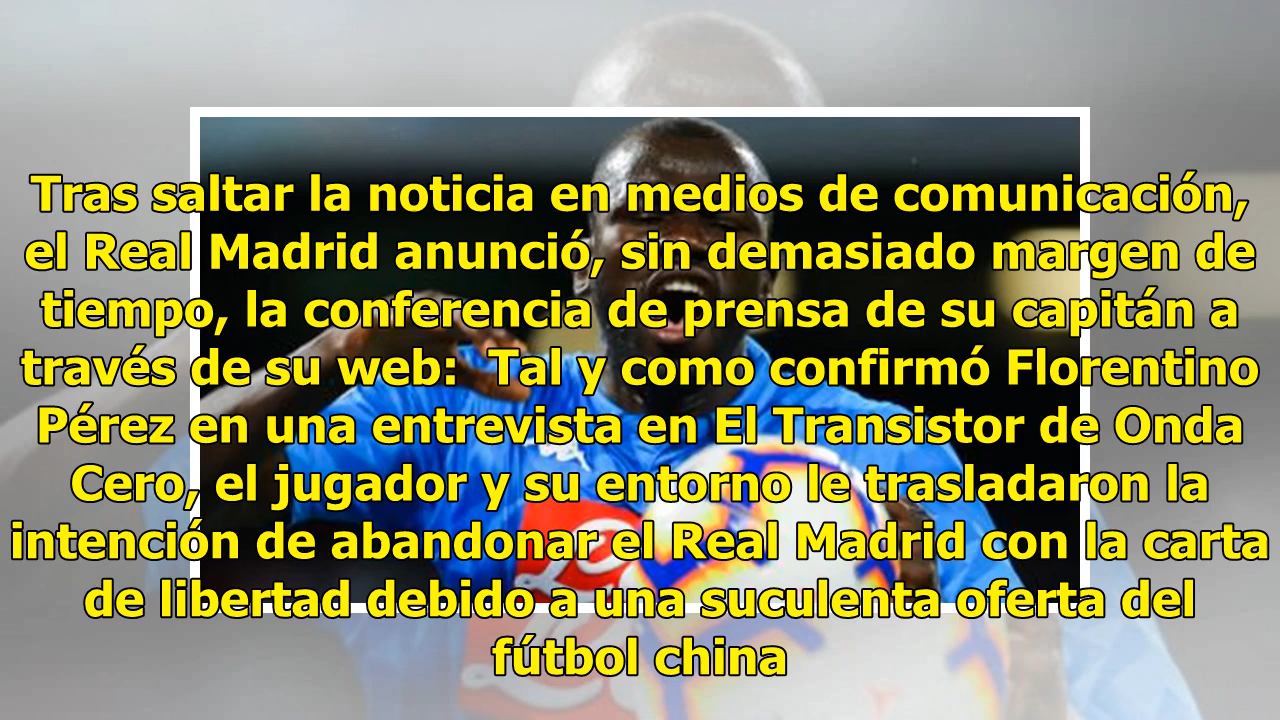 Tras saltar la noticia en medios de comunicación,
el Real Madrid anunció, sin demasiado margen de
tiempo, la conferencia de prensa de su capitán a
través de su web:  Tal y como confirmó Florentino
Pérez en una entrevista en El Transistor de Onda
Cero, el jugador y su entorno le trasladaron la
intención de abandonar el Real Madrid con la carta
de libertad debido a una suculenta oferta del
fútbol china